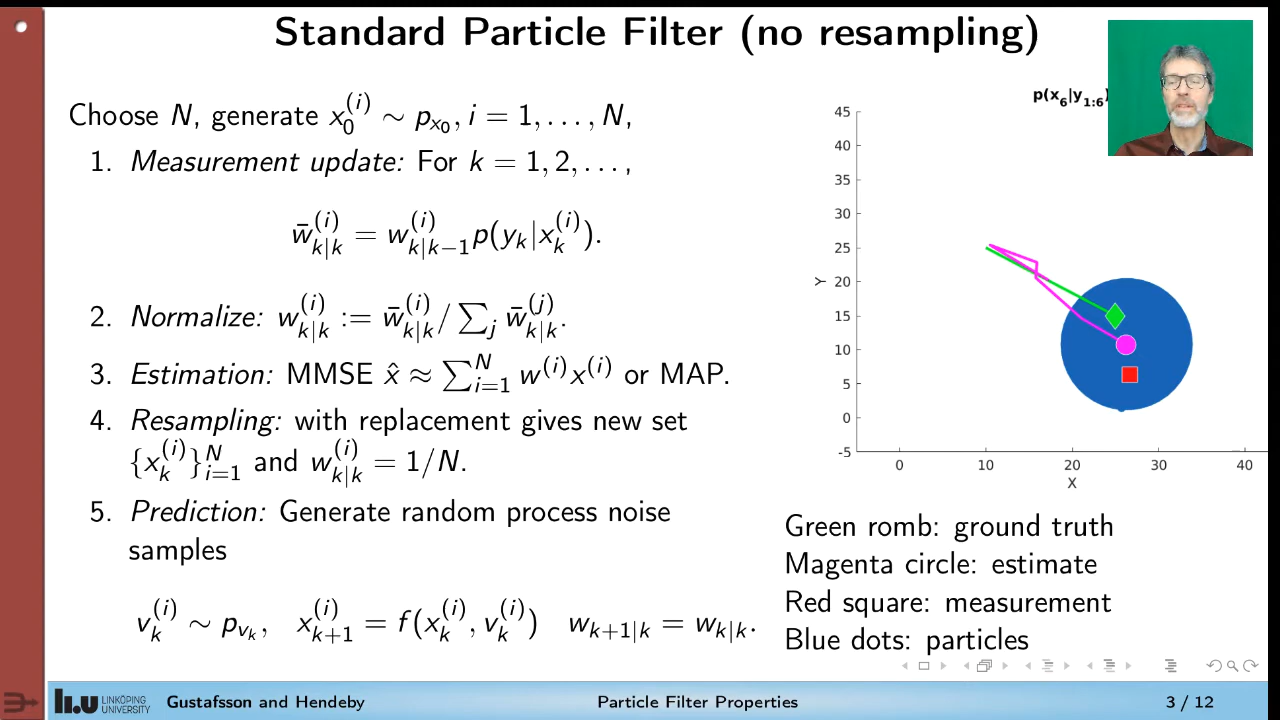 Standard Particle Filter (no resampling)
Choose N, generate x_0^{(i)} ∼ p_{x_0}, i = 1, . . . , N,
1. Measurement update: For k = 1, 2, . . . ,
w̄_{k|k}^{(i)} = w_{k|k−1}^{(i)} p(y_k|x_k^{(i)}).
2. Normalize: w_{k|k}^{(i)} := w̄_{k|k}^{(i)} / ∑_j w̄_{k|k}^{(j)}.
3. Estimation: MMSE x̂ ≈ ∑_{i=1}^N w^{(i)} x^{(i)} or MAP.
4. Resampling: with replacement gives new set
{x_k^{(i)}}_{i=1}^N and w_{k|k}^{(i)} = 1/N.
5. Prediction: Generate random process noise
samples
v_k^{(i)} ∼ p_{v_k}, x_{k+1}^{(i)} = f(x_k^{(i)}, v_k^{(i)}) w_{k+1|k} = w_{k|k}.
p(x_6|y_{1:6})
45
40
35
30
25
20
15
10
5
0
-5
Y
0 10 20 30 40
X
Green romb: ground truth
Magenta circle: estimate
Red square: measurement
Blue dots: particles
li.u LINKÖPING
UNIVERSITY
Gustafsson and Hendeby
Particle Filter Properties
3 / 12